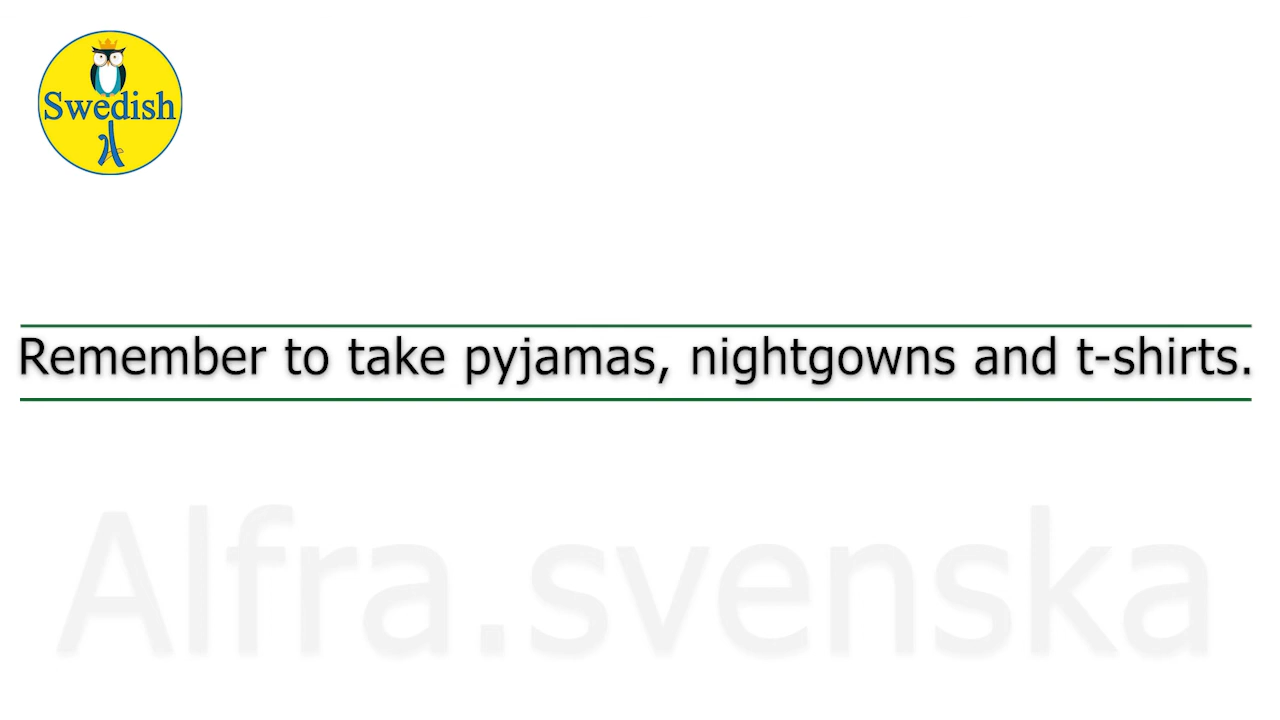 Swedish
Remember to take pyjamas, nightgowns and t-shirts.
Alfra.svenska